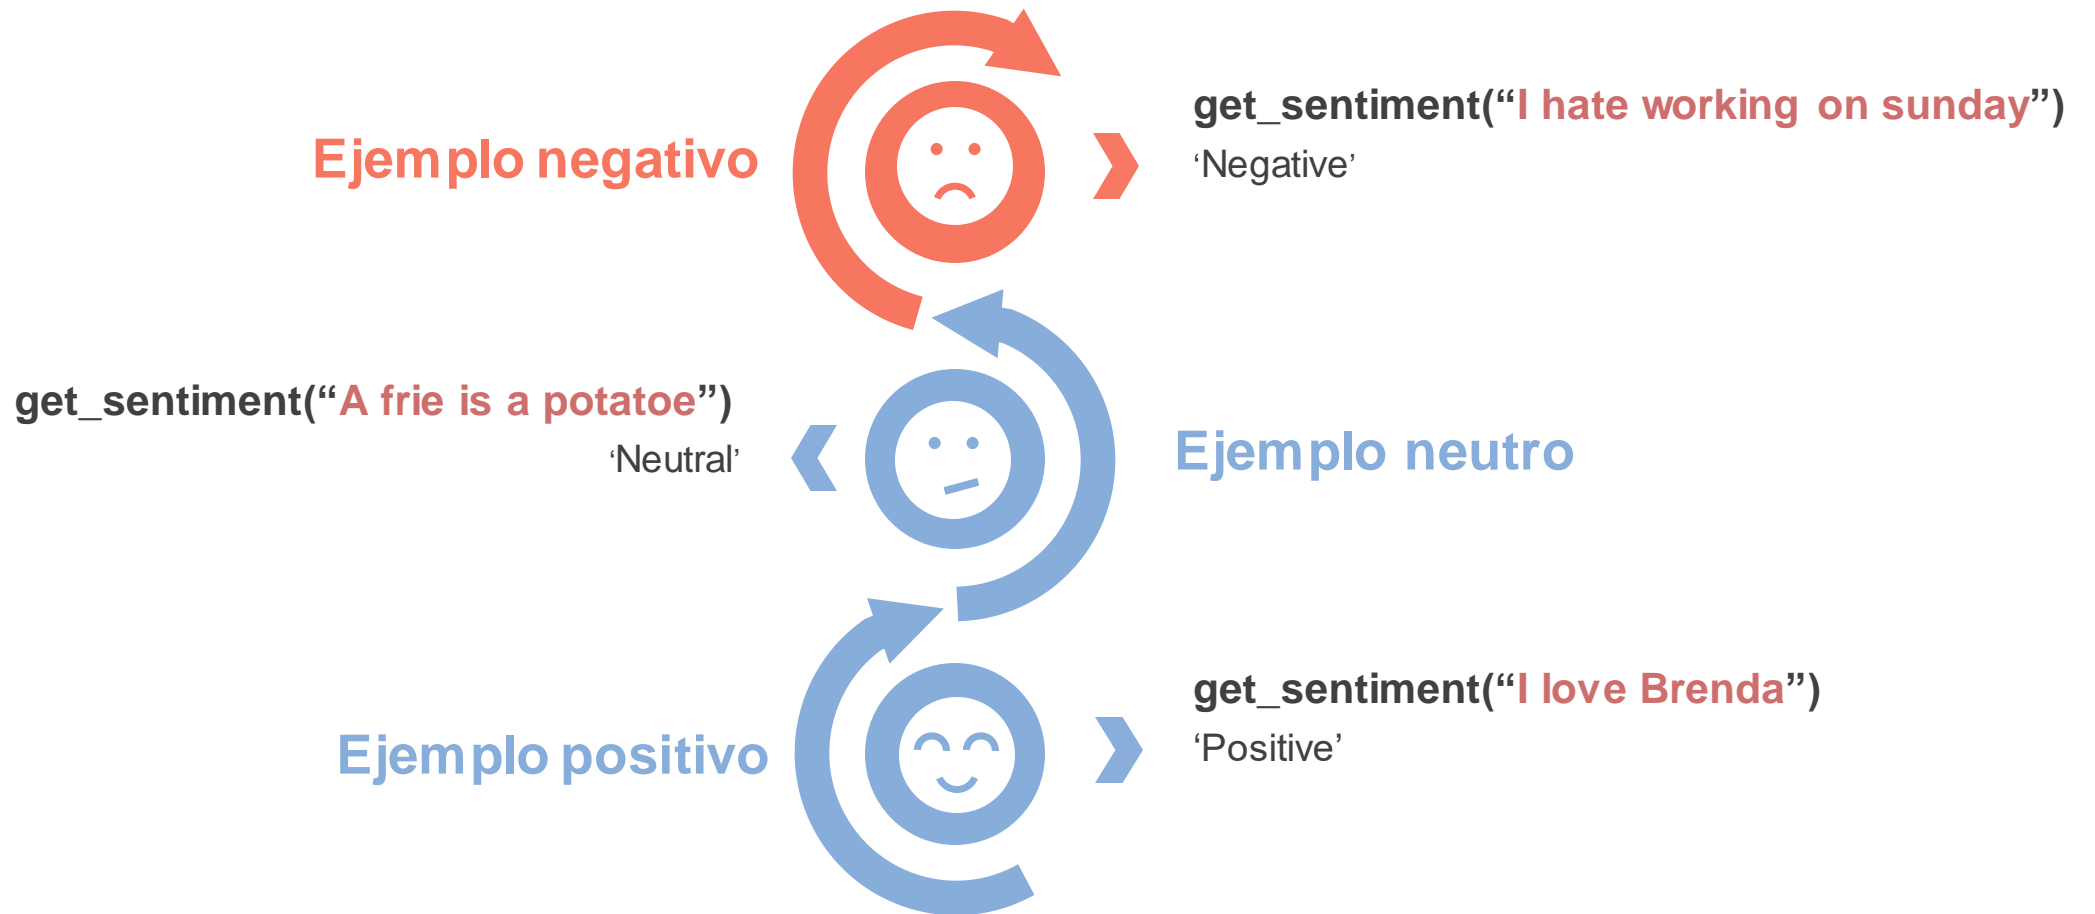 get_sentiment(“I hate working on sunday”)
Ejemplo negativo
‘Negative’
get_sentiment(“A frie is a potatoe”)
‘Neutral’
Ejemplo neutro
get_sentiment(“I love Brenda”)
Ejemplo positivo
‘Positive’